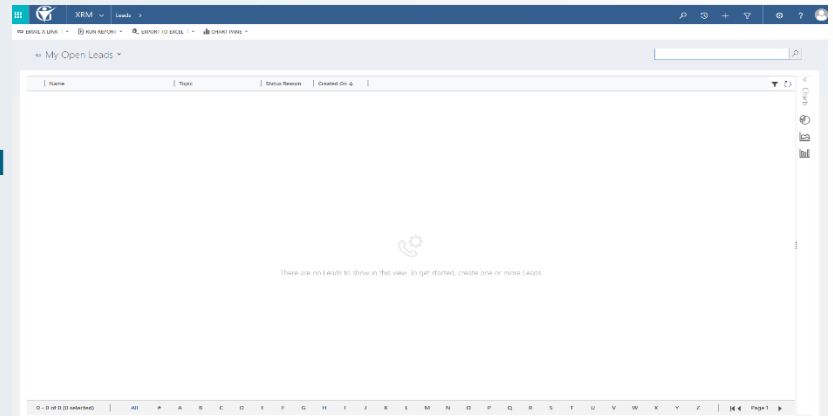 XRM Leads
EMAIL A LINK RUN REPORT EXPORT TO EXCEL CHART PANE
My Open Leads
Name Topic Status Reason Created On
Charts
There are no Leads to show in this view. To get started, create one or more Leads.
0 - 0 of 0 (0 selected) All # A B C D E F G H I J K L M N O P Q R S T U V W X Y Z Page 1